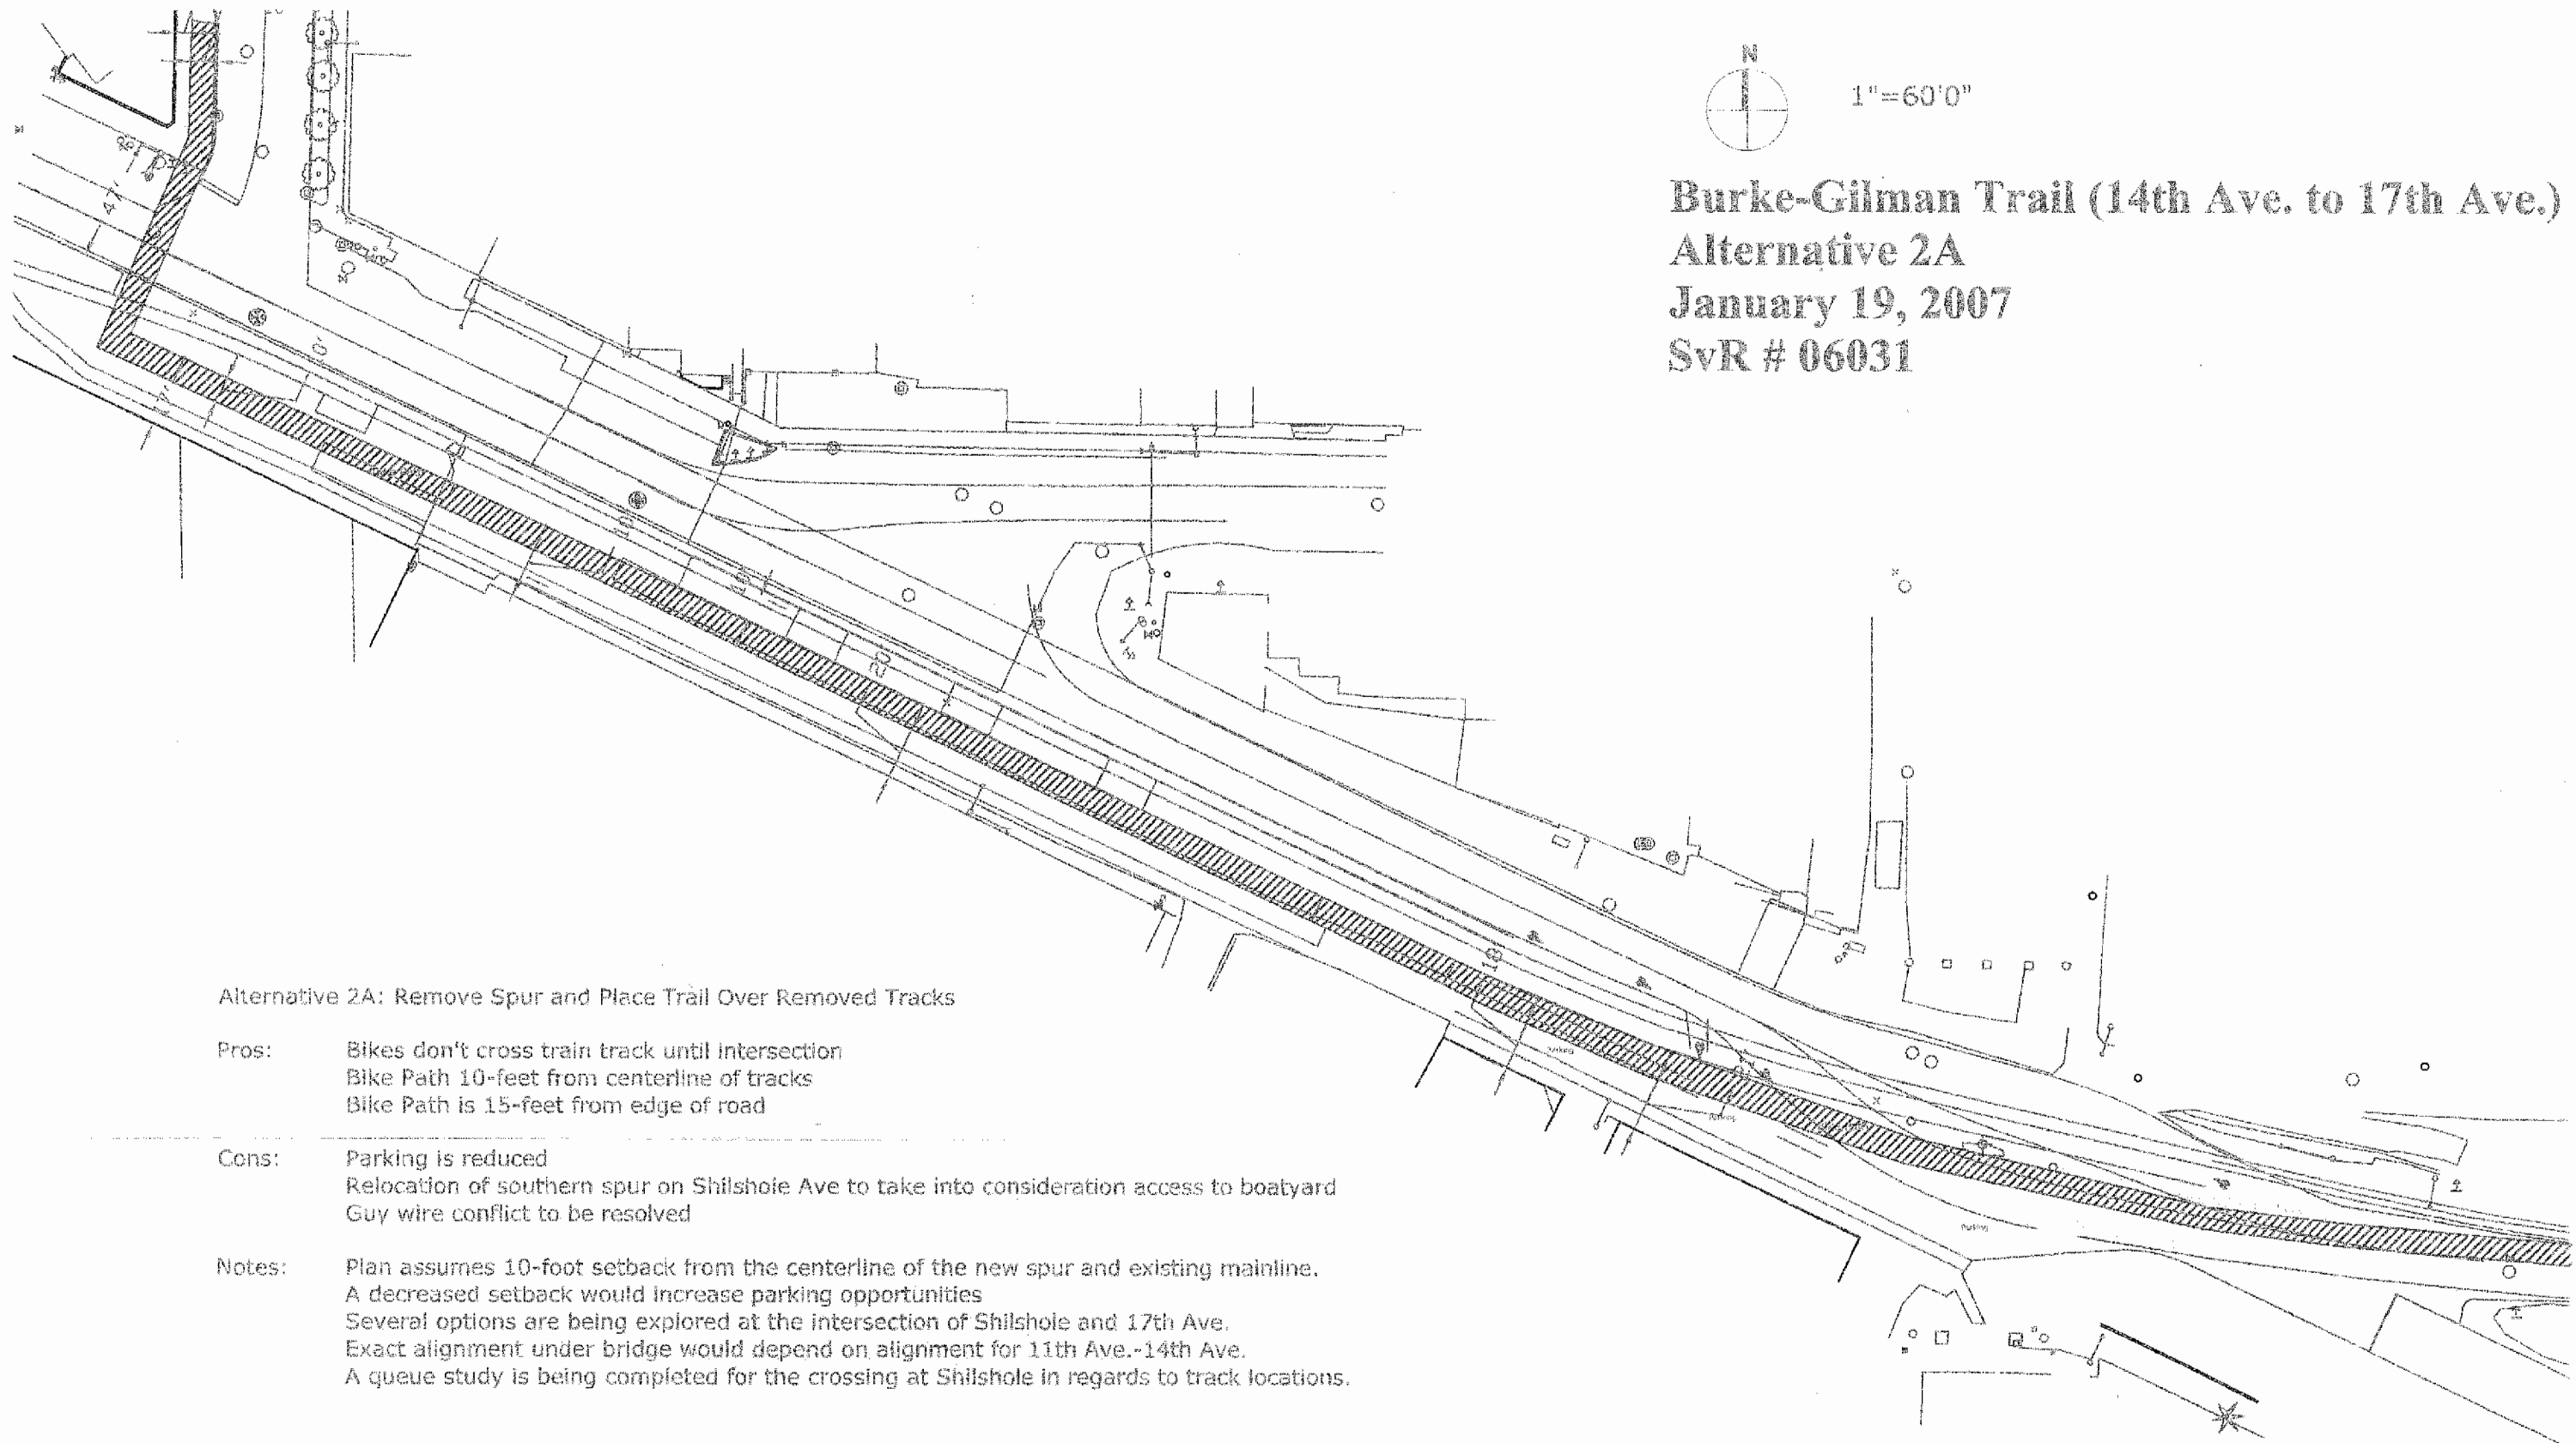 N
1"=60'0"
Burke-Gilman Trail (14th Ave. to 17th Ave.)
Alternative 2A
January 19, 2007
SvR # 06031
47'
20
18
Parking
Parking
Parking
Alternative 2A: Remove Spur and Place Trail Over Removed Tracks
Pros: Bikes don't cross train track until intersection
Bike Path 10-feet from centerline of tracks
Bike Path is 15-feet from edge of road
Cons: Parking is reduced
Relocation of southern spur on Shilshole Ave to take into consideration access to boatyard
Guy wire conflict to be resolved
Notes: Plan assumes 10-foot setback from the centerline of the new spur and existing mainline.
A decreased setback would increase parking opportunities
Several options are being explored at the intersection of Shilshole and 17th Ave.
Exact alignment under bridge would depend on alignment for 11th Ave.-14th Ave.
A queue study is being completed for the crossing at Shilshole in regards to track locations.